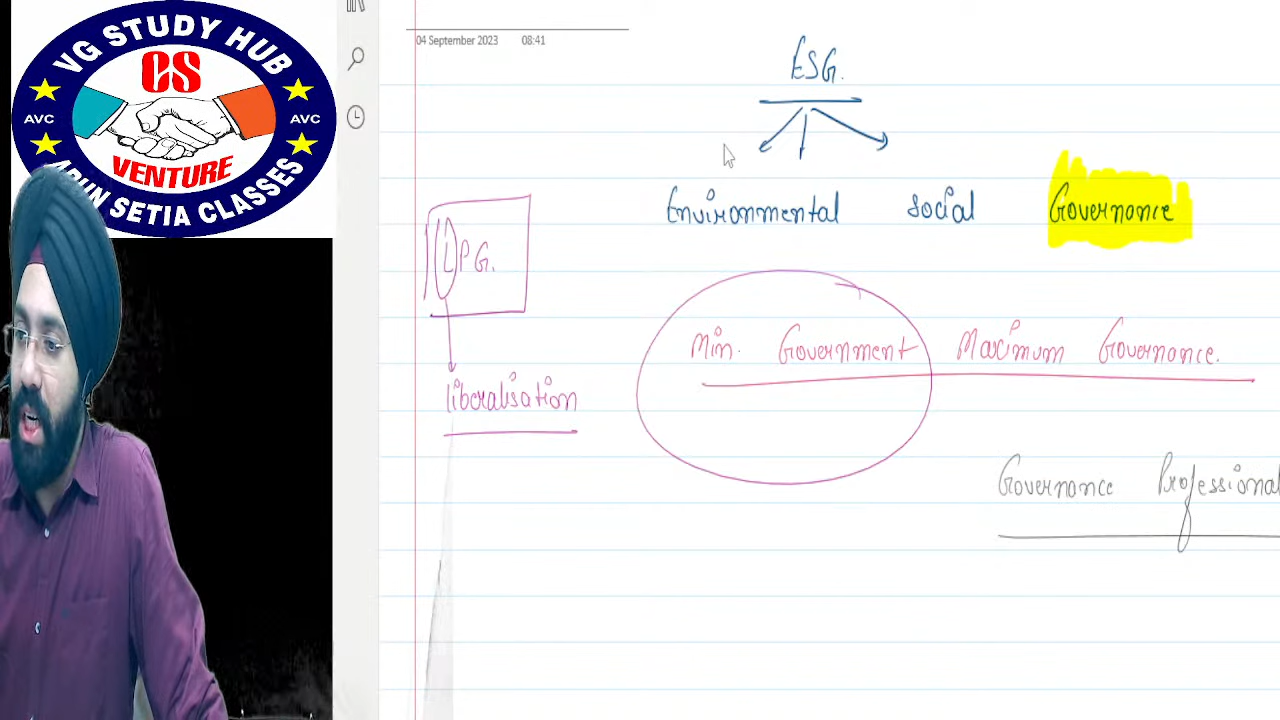 VG STUDY HUB
CS
AVC
AVC
VENTURE
ARUN SETIA CLASSES
04 September 2023 08:41
ESG.
Environmental Social Governance
LPG.
Min. Government Maximum Governance.
liberalisation
Governance Professional